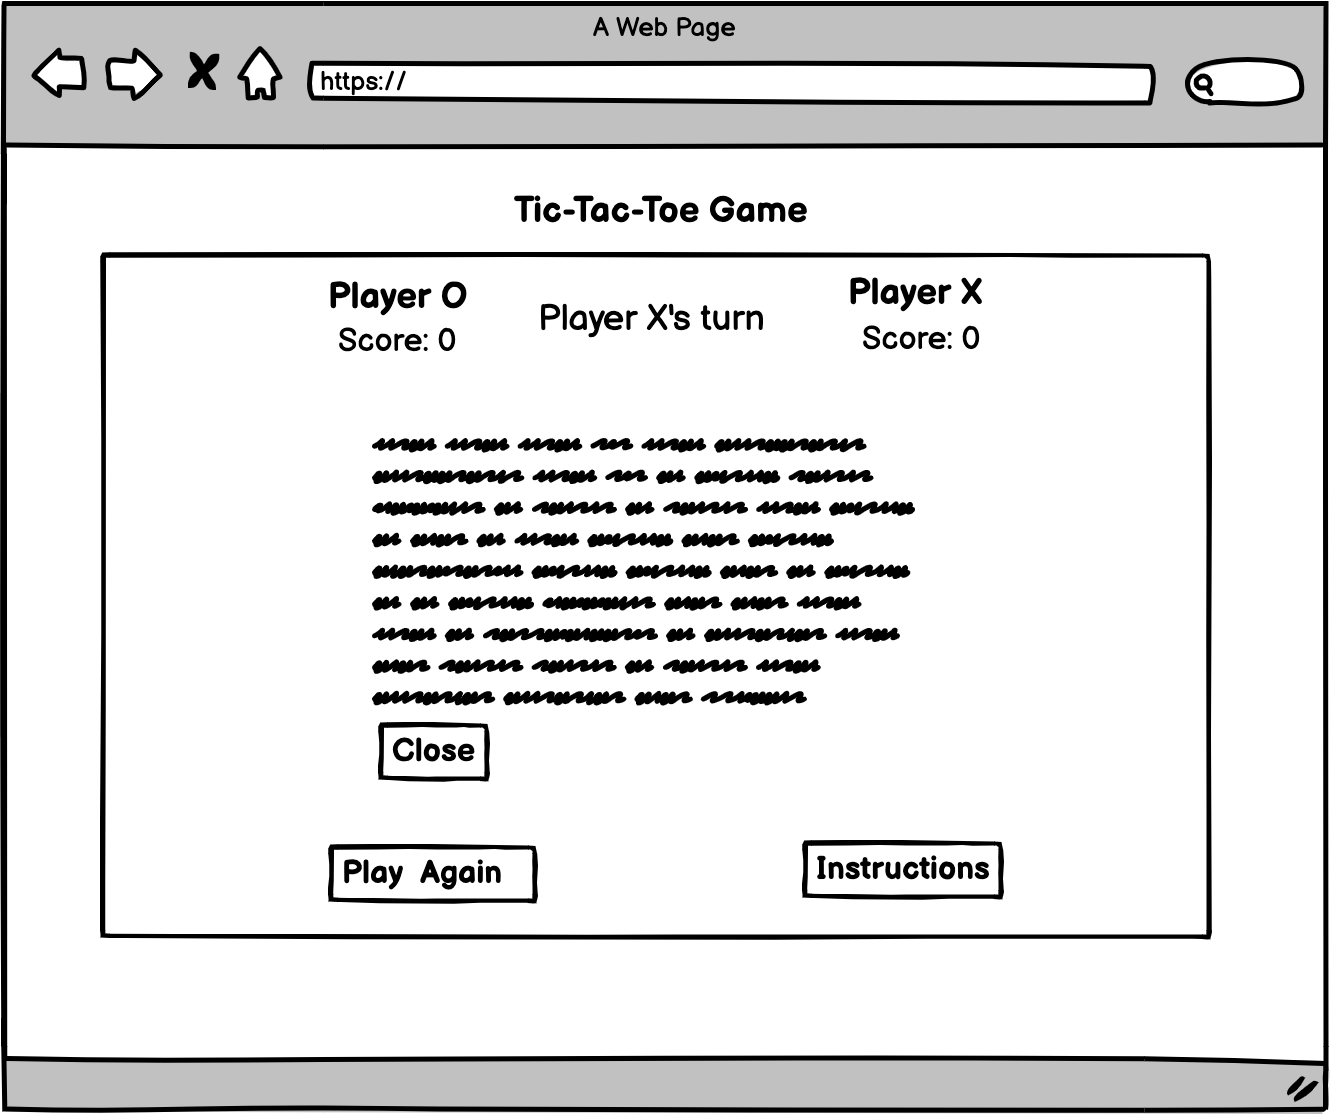 A Web Page
https://
Tic-Tac-Toe Game
Player O
Player X's turn
Player X
Score: 0
Score: 0
Close
Play Again
Instructions